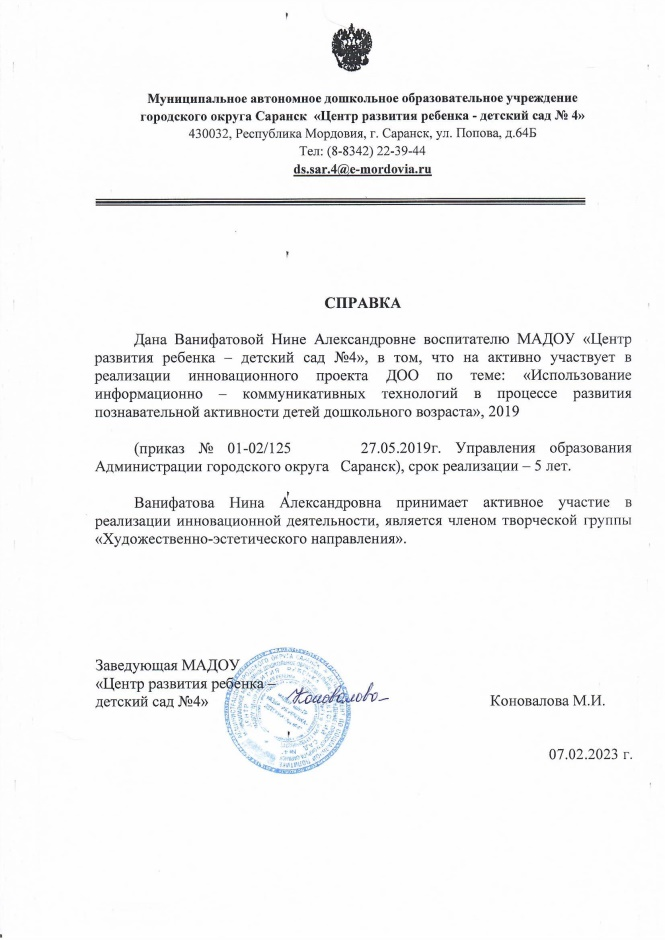 Муниципальное автономное дошкольное образовательное учреждение
городского округа Саранск «Центр развития ребенка - детский сад № 4»
430032, Республика Мордовия, г. Саранск, ул. Попова, д.64Б
Тел: (8-8342) 22-39-44
ds.sar.4@e-mordovia.ru
СПРАВКА
Дана Ванифатовой Нине Александровне воспитателю МАДОУ «Центр
развития ребенка – детский сад №4», в том, что на активно участвует в
реализации инновационного проекта ДОО по теме: «Использование
информационно – коммуникативных технологий в процессе развития
познавательной активности детей дошкольного возраста», 2019
(приказ № 01-02/125 27.05.2019г. Управления образования
Администрации городского округа Саранск), срок реализации – 5 лет.
Ванифатова Нина Александровна принимает активное участие в
реализации инновационной деятельности, является членом творческой группы
«Художественно-эстетического направления».
Заведующая МАДОУ
«Центр развития ребенка –
детский сад №4» Коновалова Коновалова М.И.
07.02.2023 г.